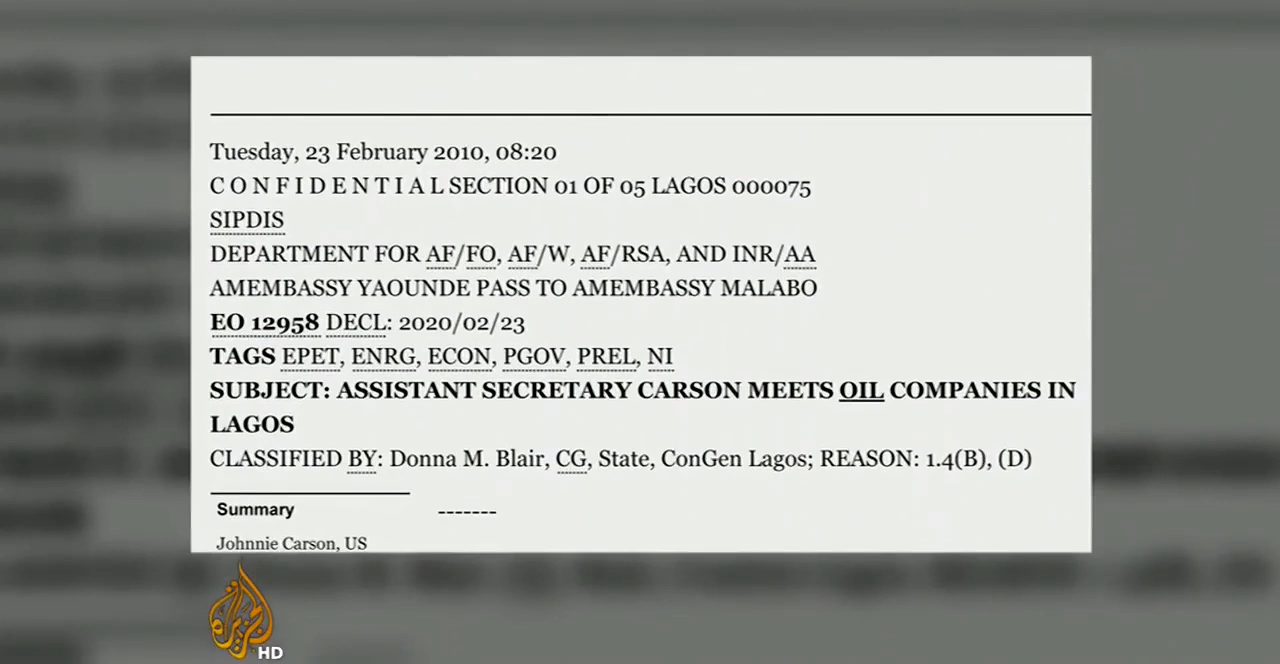 Tuesday, 23 February 2010, 08:20
C O N F I D E N T I A L SECTION 01 OF 05 LAGOS 000075
SIPDIS
DEPARTMENT FOR AF/FO, AF/W, AF/RSA, AND INR/AA
AMEMBASSY YAOUNDE PASS TO AMEMBASSY MALABO
EO 12958 DECL: 2020/02/23
TAGS EPET, ENRG, ECON, PGOV, PREL, NI
SUBJECT: ASSISTANT SECRETARY CARSON MEETS OIL COMPANIES IN
LAGOS
CLASSIFIED BY: Donna M. Blair, CG, State, ConGen Lagos; REASON: 1.4(B), (D)
Summary -------
Johnnie Carson, US
الجزيرة
HD